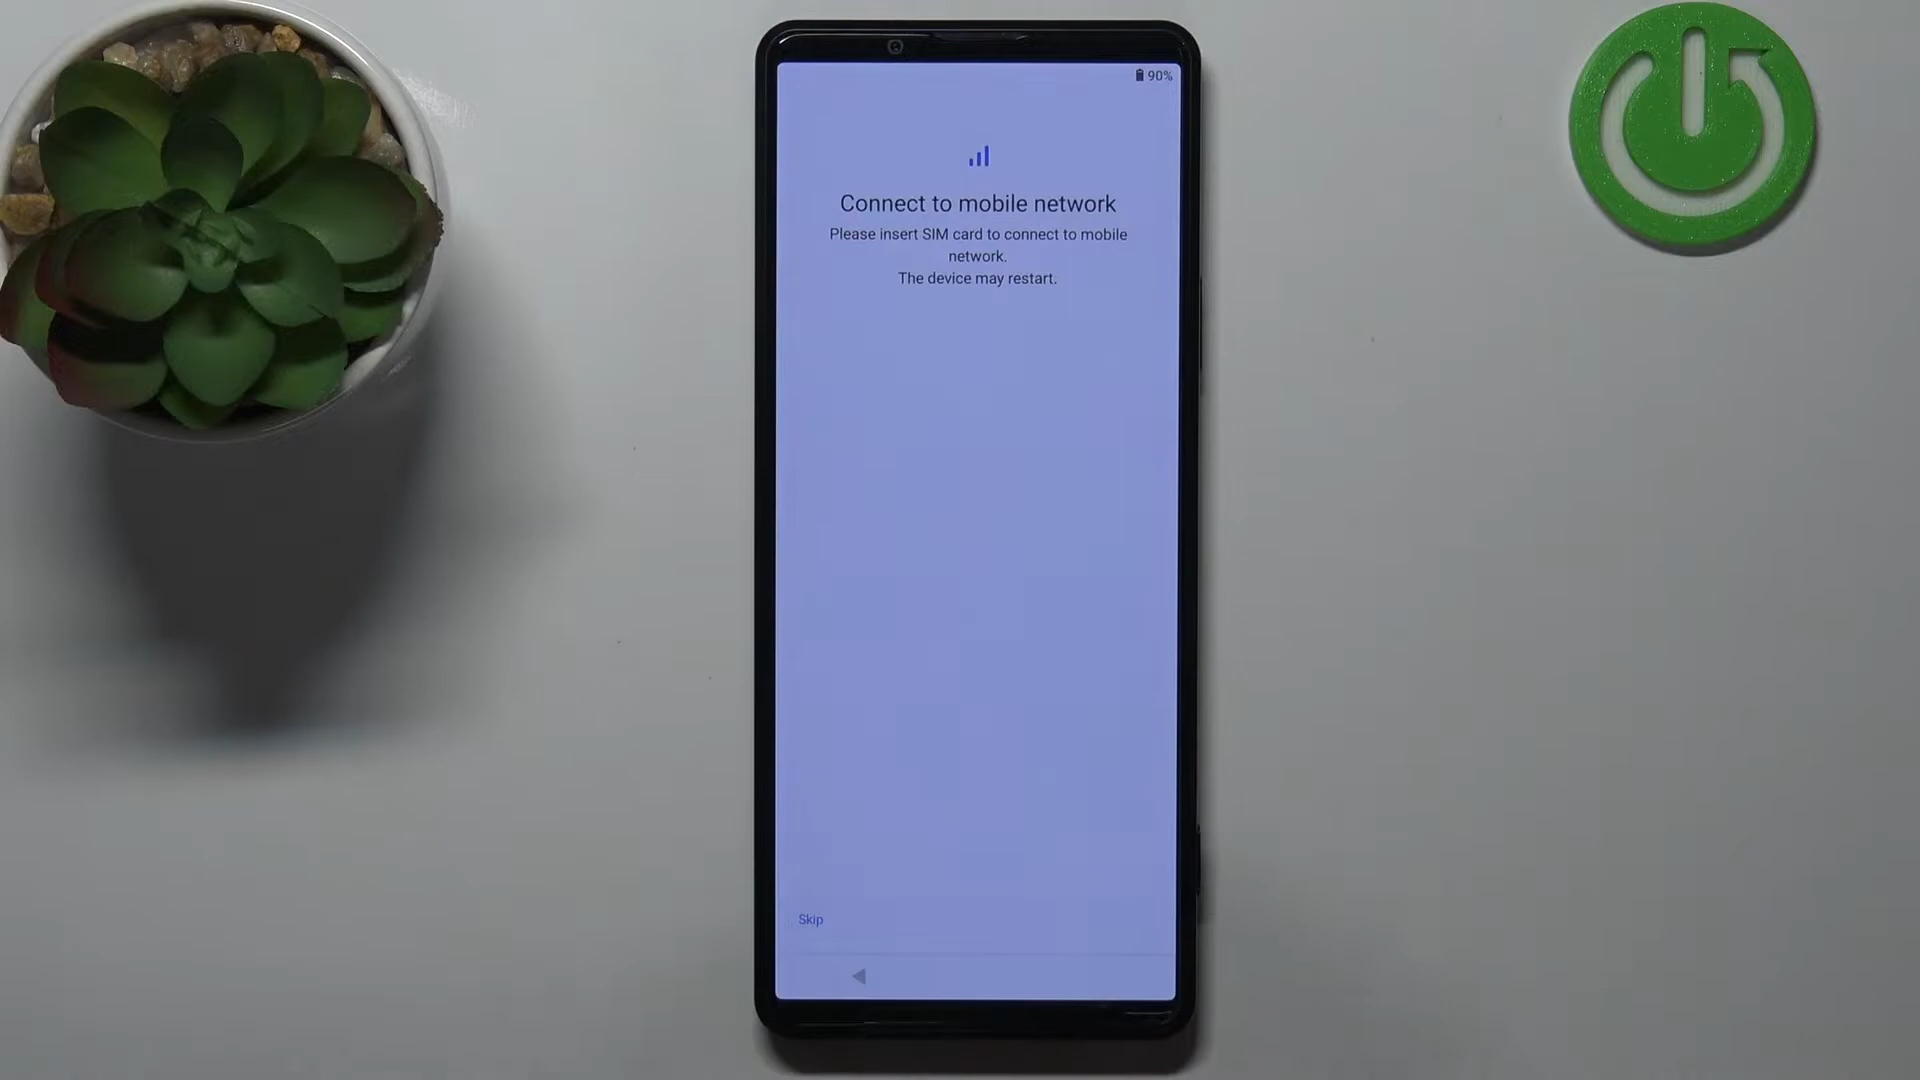 90%
Connect to mobile network
Please insert SIM card to connect to mobile
network.
The device may restart.
Skip